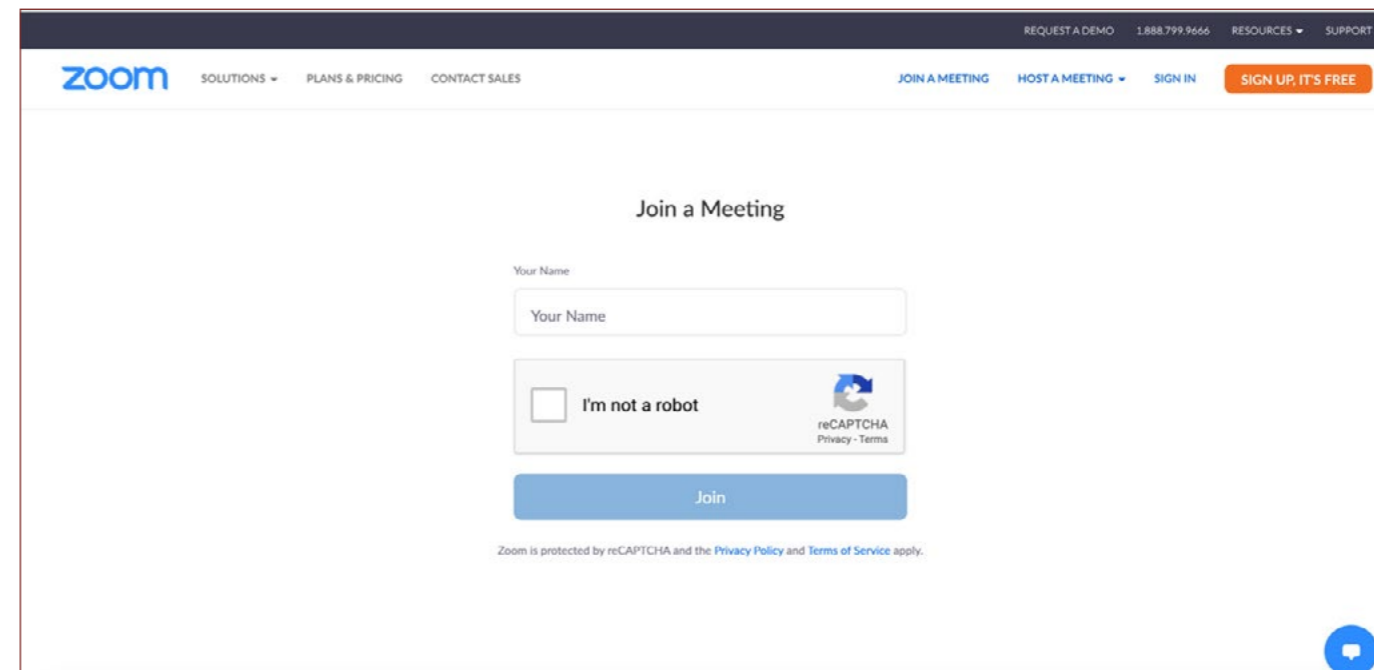 REQUEST A DEMO 1.888.799.9666 RESOURCES SUPPORT
zoom SOLUTIONS PLANS & PRICING CONTACT SALES JOIN A MEETING HOST A MEETING SIGN IN SIGN UP, IT'S FREE
Join a Meeting
Your Name
Your Name
I'm not a robot
reCAPTCHA
Privacy - Terms
Join
Zoom is protected by reCAPTCHA and the Privacy Policy and Terms of Service apply.